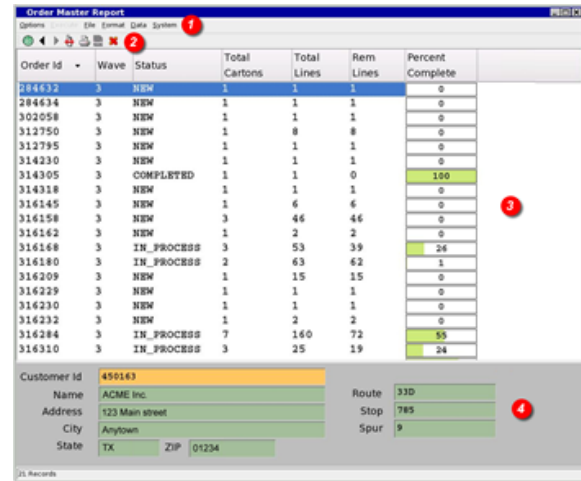 Order Master Report
Options Execute File Format Data System 1
2
Order Id Wave Status Total Cartons Total Lines Rem Lines Percent Complete
284632 3 NEW 1 1 1 0
284634 3 NEW 1 1 1 0
302058 3 NEW 1 1 1 0
312750 3 NEW 1 8 8 0
312795 3 NEW 1 1 1 0
314230 3 NEW 1 1 1 0
314305 3 COMPLETED 1 1 0 100
314318 3 NEW 1 1 1 0
316145 3 NEW 1 6 6 0
3
316158 3 NEW 3 46 46 0
316162 3 NEW 1 2 2 0
316168 3 IN_PROCESS 3 53 39 26
316180 3 IN_PROCESS 2 63 62 1
316209 3 NEW 1 15 15 0
316229 3 NEW 1 1 1 0
316230 3 NEW 1 1 1 0
316232 3 NEW 1 2 2 0
316284 3 IN_PROCESS 7 160 72 55
316310 3 IN_PROCESS 3 25 19 24
Customer Id 450163
Name ACME Inc. Route 33D
Address 123 Main street Stop 785 4
City Anytown Spur 9
State TX ZIP 01234
21 Records